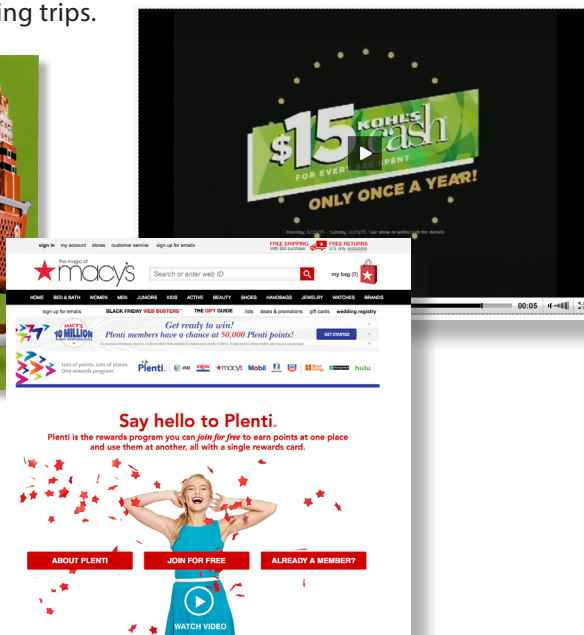 ing trips.
$15 KOHL'S cash
FOR EVERY $50 SPENT
ONLY ONCE A YEAR!
00:05
sign in my account stores customer service sign up for emails
FREE SHIPPING
FREE RETURNS
the magic of
macy's
Search or enter web ID
my bag (0)
HOME BED & BATH WOMEN MEN JUNIORS KIDS ACTIVE BEAUTY SHOES HANDBAGS JEWELRY WATCHES BRANDS
sign up for emails BLACK FRIDAY WEB BUSTERS THE GIFT GUIDE lists deals & promotions gift cards wedding registry
MACY'S
10 MILLION
Get ready to win!
Plenti members have a chance at 50,000 Plenti points!
GET STARTED
Lots of points. Lots of places.
One rewards program.
Plenti. at&t macy's Mobil hulu
Say hello to Plenti
Plenti is the rewards program you can join for free to earn points at one place
and use them at another, all with a single rewards card.
ABOUT PLENTI
JOIN FOR FREE
ALREADY A MEMBER?
WATCH VIDEO